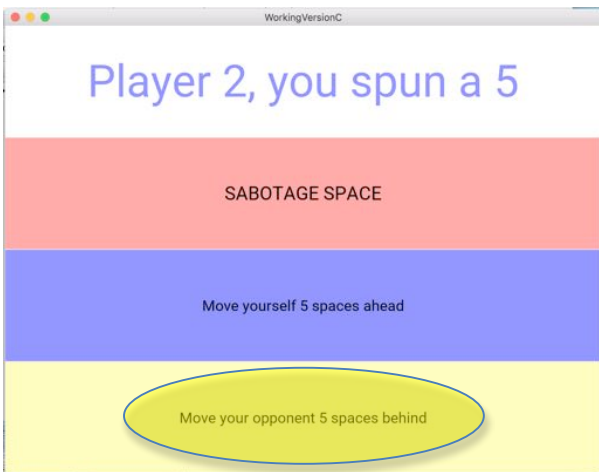 WorkingVersionC
Player 2, you spun a 5
SABOTAGE SPACE
Move yourself 5 spaces ahead
Move your opponent 5 spaces behind